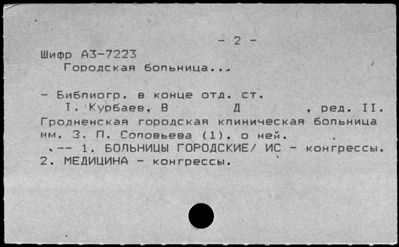 - 2 -
Шифр А3-7223
Городская больница...
- Библиогр. в конце отд. ст.
I. Курбаев, В Д , ред. II.
Гродненская городская клиническая больница
им. З. П. Соловьева (1). о ней.
.-- 1. БОЛЬНИЦЫ ГОРОДСКИЕ/ ИС - конгрессы.
2. МЕДИЦИНА - конгрессы.